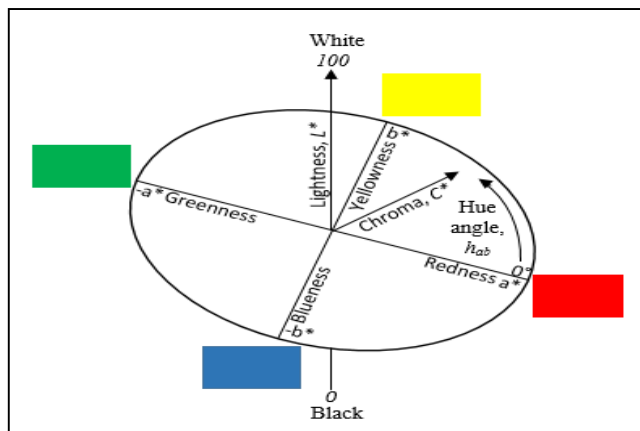 White
100
Lightness, L*
b*
Yellowness
Chroma, C*
-a* Greenness
Hue
angle,
hab
0°
Redness a*
Blueness
-b*
0
Black